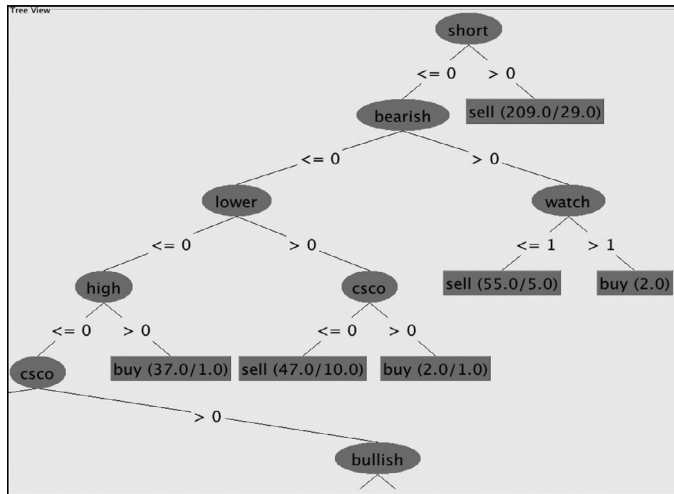 Tree View
short
<= 0 > 0
bearish sell (209.0/29.0)
<= 0 > 0
lower watch
<= 0 > 0 <= 1 > 1
high csco sell (55.0/5.0) buy (2.0)
<= 0 > 0 <= 0 > 0
csco buy (37.0/1.0) sell (47.0/10.0) buy (2.0/1.0)
> 0
bullish